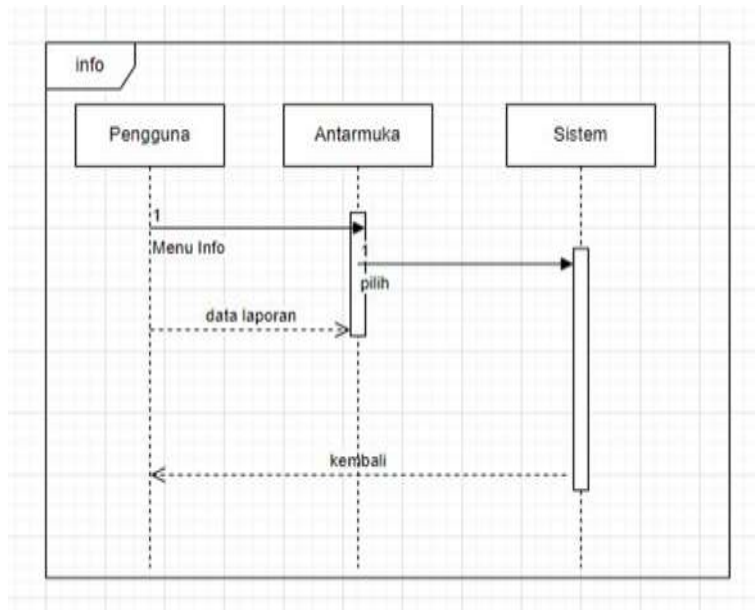 info
Pengguna
Antarmuka
Sistem
1
Menu Info
1
pilih
data laporan
kembali